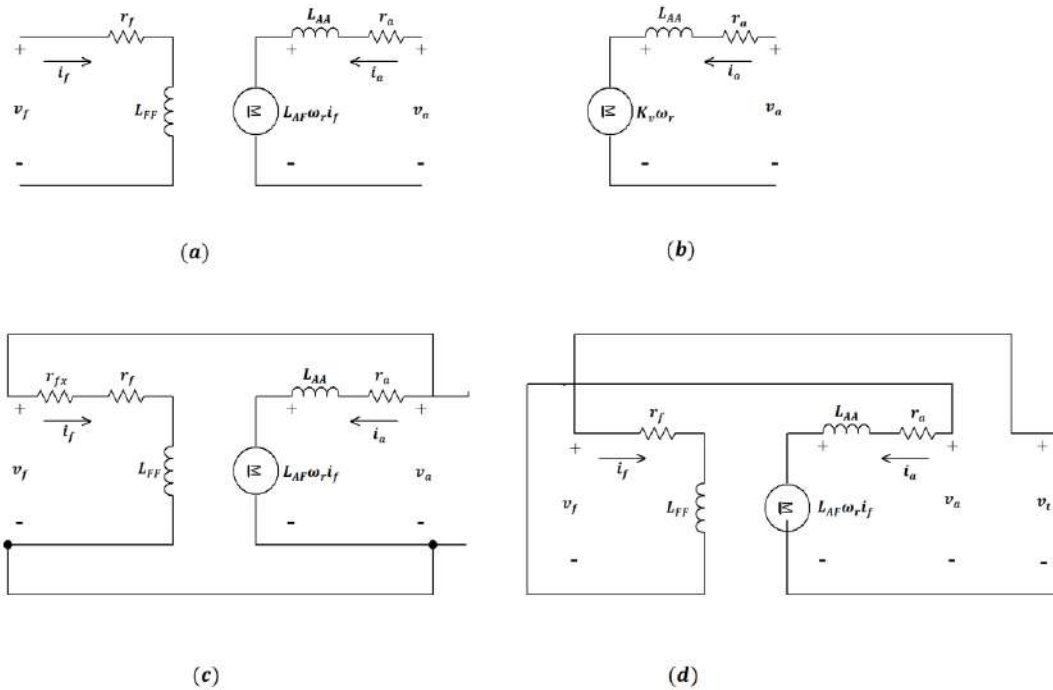 L_AA
r_f
r_a
+
+
+
i_f
i_a
v_f
L_FF
M
L_AF ω_r i_f
v_a
-
-
-
(a)
L_AA
r_a
+
+
i_a
M
K_v ω_r
v_a
-
-
(b)
r_fx
r_f
L_AA
r_a
+
+
+
i_f
i_a
v_f
L_FF
M
L_AF ω_r i_f
v_a
-
-
-
(c)
r_f
L_AA
r_a
+
+
+
+
i_f
i_a
v_f
L_FF
M
L_AF ω_r i_f
v_a
v_t
-
-
-
-
(d)